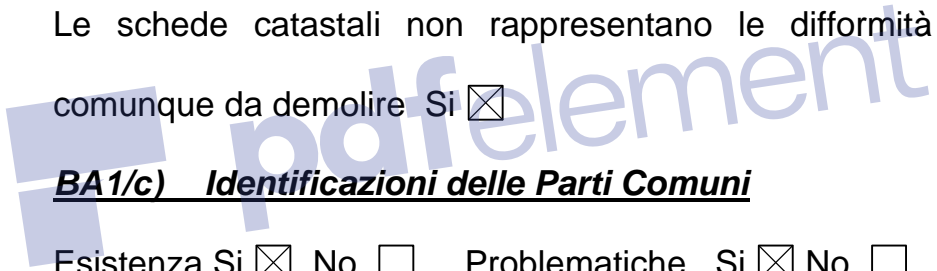 Le schede catastali non rappresentano le difformità
comunque da demolire Si ☒
BA1/c) Identificazioni delle Parti Comuni
Esistenza Si ☒ No ☐ Problematiche Si ☒ No ☐
pdfelement